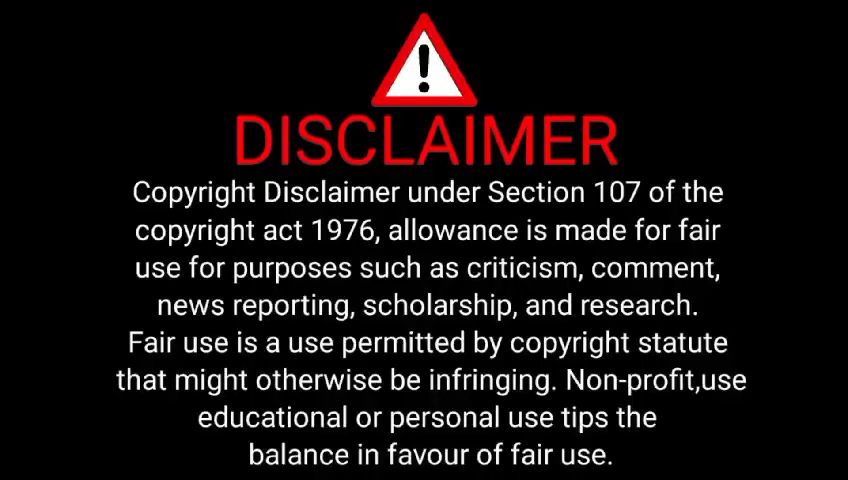 DISCLAIMER
Copyright Disclaimer under Section 107 of the
copyright act 1976, allowance is made for fair
use for purposes such as criticism, comment,
news reporting, scholarship, and research.
Fair use is a use permitted by copyright statute
that might otherwise be infringing. Non-profit,use
educational or personal use tips the
balance in favour of fair use.